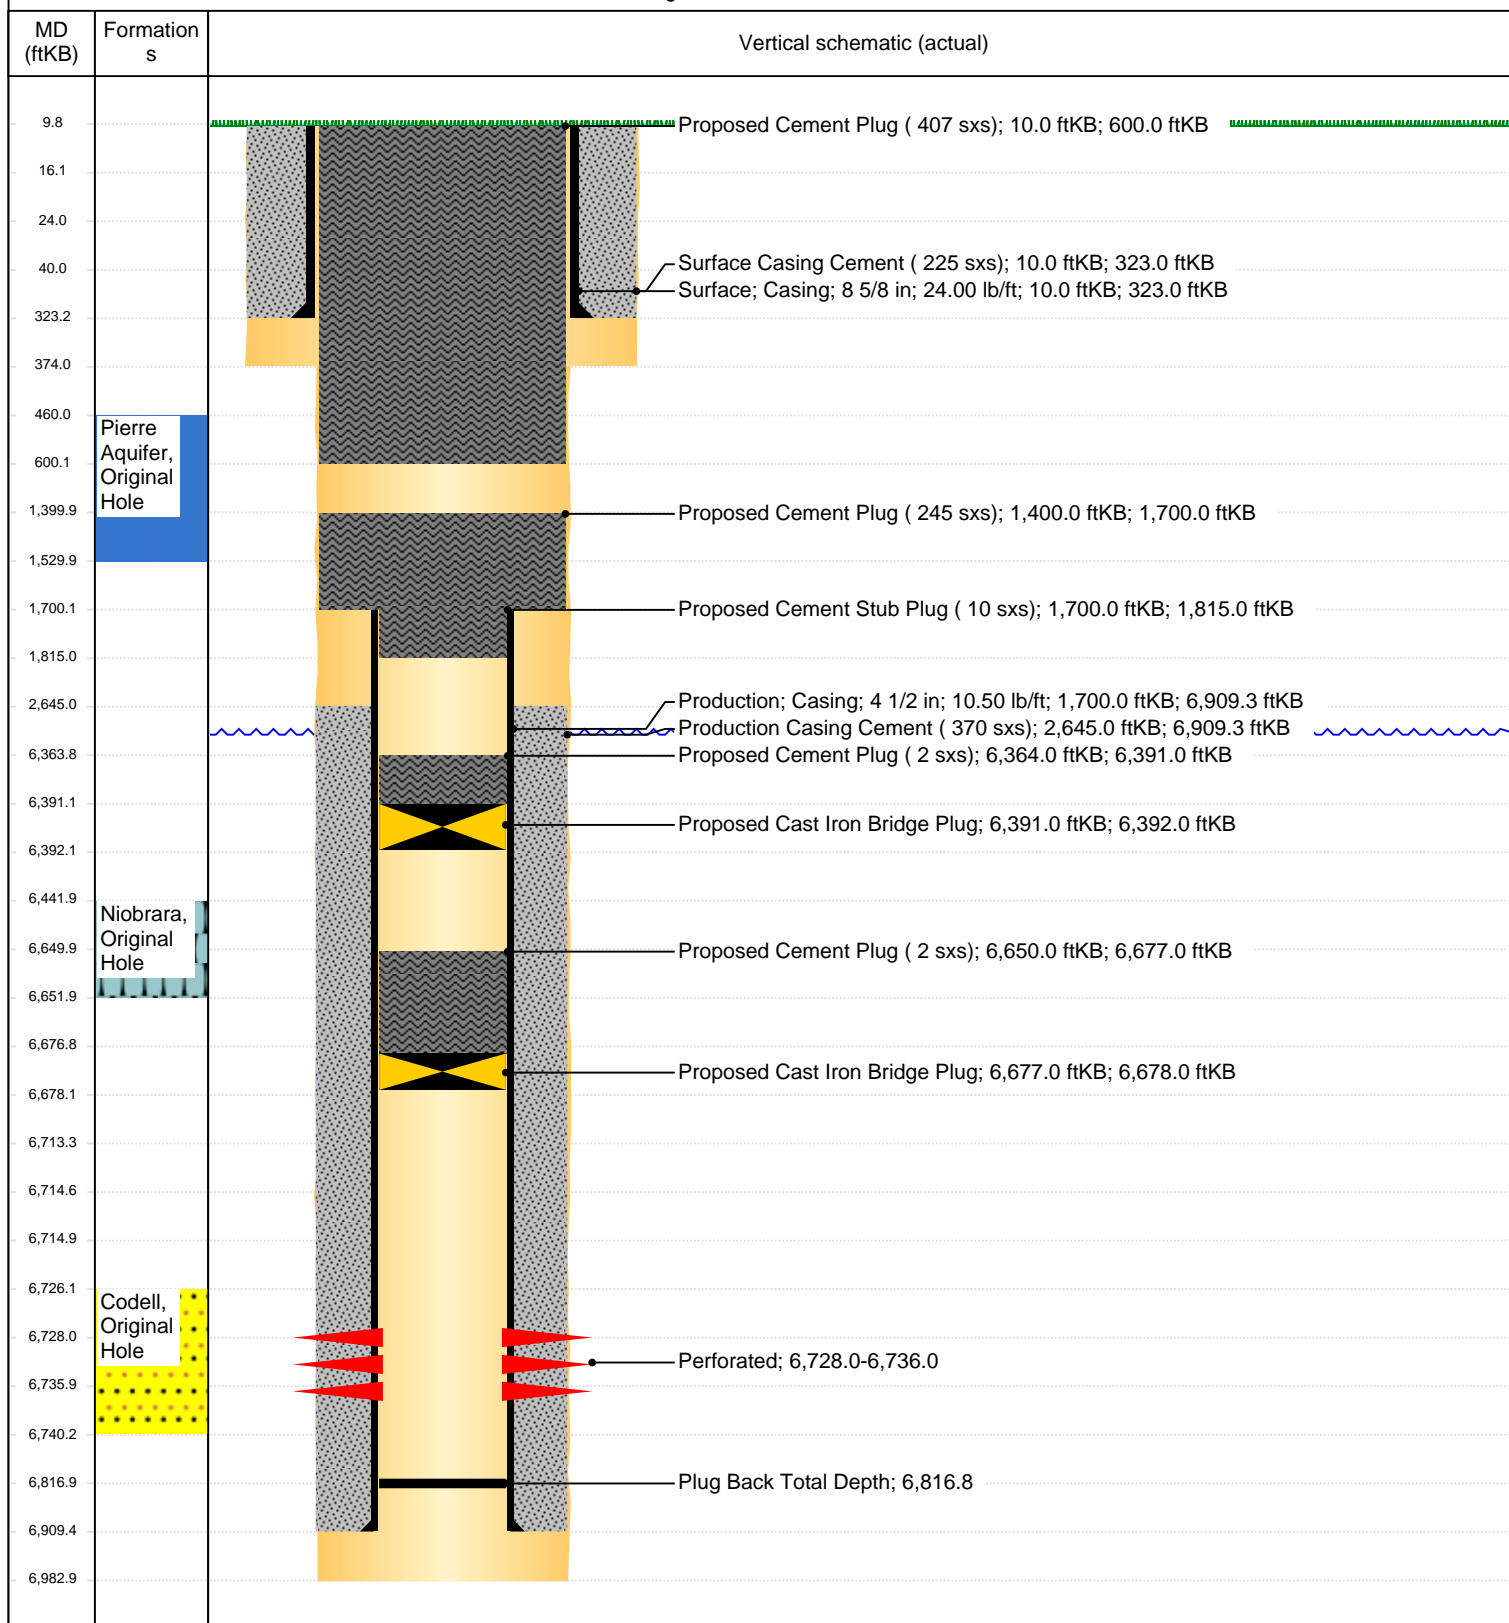 MD
(ftKB)
Formation
s
Vertical schematic (actual)
9.8
Proposed Cement Plug ( 407 sxs); 10.0 ftKB; 600.0 ftKB
16.1
24.0
Surface Casing Cement ( 225 sxs); 10.0 ftKB; 323.0 ftKB
40.0
Surface; Casing; 8 5/8 in; 24.00 lb/ft; 10.0 ftKB; 323.0 ftKB
323.2
374.0
460.0
Pierre
Aquifer,
Original
Hole
600.1
1,399.9
Proposed Cement Plug ( 245 sxs); 1,400.0 ftKB; 1,700.0 ftKB
1,529.9
1,700.1
Proposed Cement Stub Plug ( 10 sxs); 1,700.0 ftKB; 1,815.0 ftKB
1,815.0
Production; Casing; 4 1/2 in; 10.50 lb/ft; 1,700.0 ftKB; 6,909.3 ftKB
2,645.0
Production Casing Cement ( 370 sxs); 2,645.0 ftKB; 6,909.3 ftKB
6,363.8
Proposed Cement Plug ( 2 sxs); 6,364.0 ftKB; 6,391.0 ftKB
6,391.1
Proposed Cast Iron Bridge Plug; 6,391.0 ftKB; 6,392.0 ftKB
6,392.1
6,441.9
Niobrara,
Original
Hole
6,649.9
Proposed Cement Plug ( 2 sxs); 6,650.0 ftKB; 6,677.0 ftKB
6,651.9
6,676.8
Proposed Cast Iron Bridge Plug; 6,677.0 ftKB; 6,678.0 ftKB
6,678.1
6,713.3
6,714.6
6,714.9
6,726.1
Codell,
Original
Hole
6,728.0
Perforated; 6,728.0-6,736.0
6,735.9
6,740.2
6,816.9
Plug Back Total Depth; 6,816.8
6,909.4
6,982.9